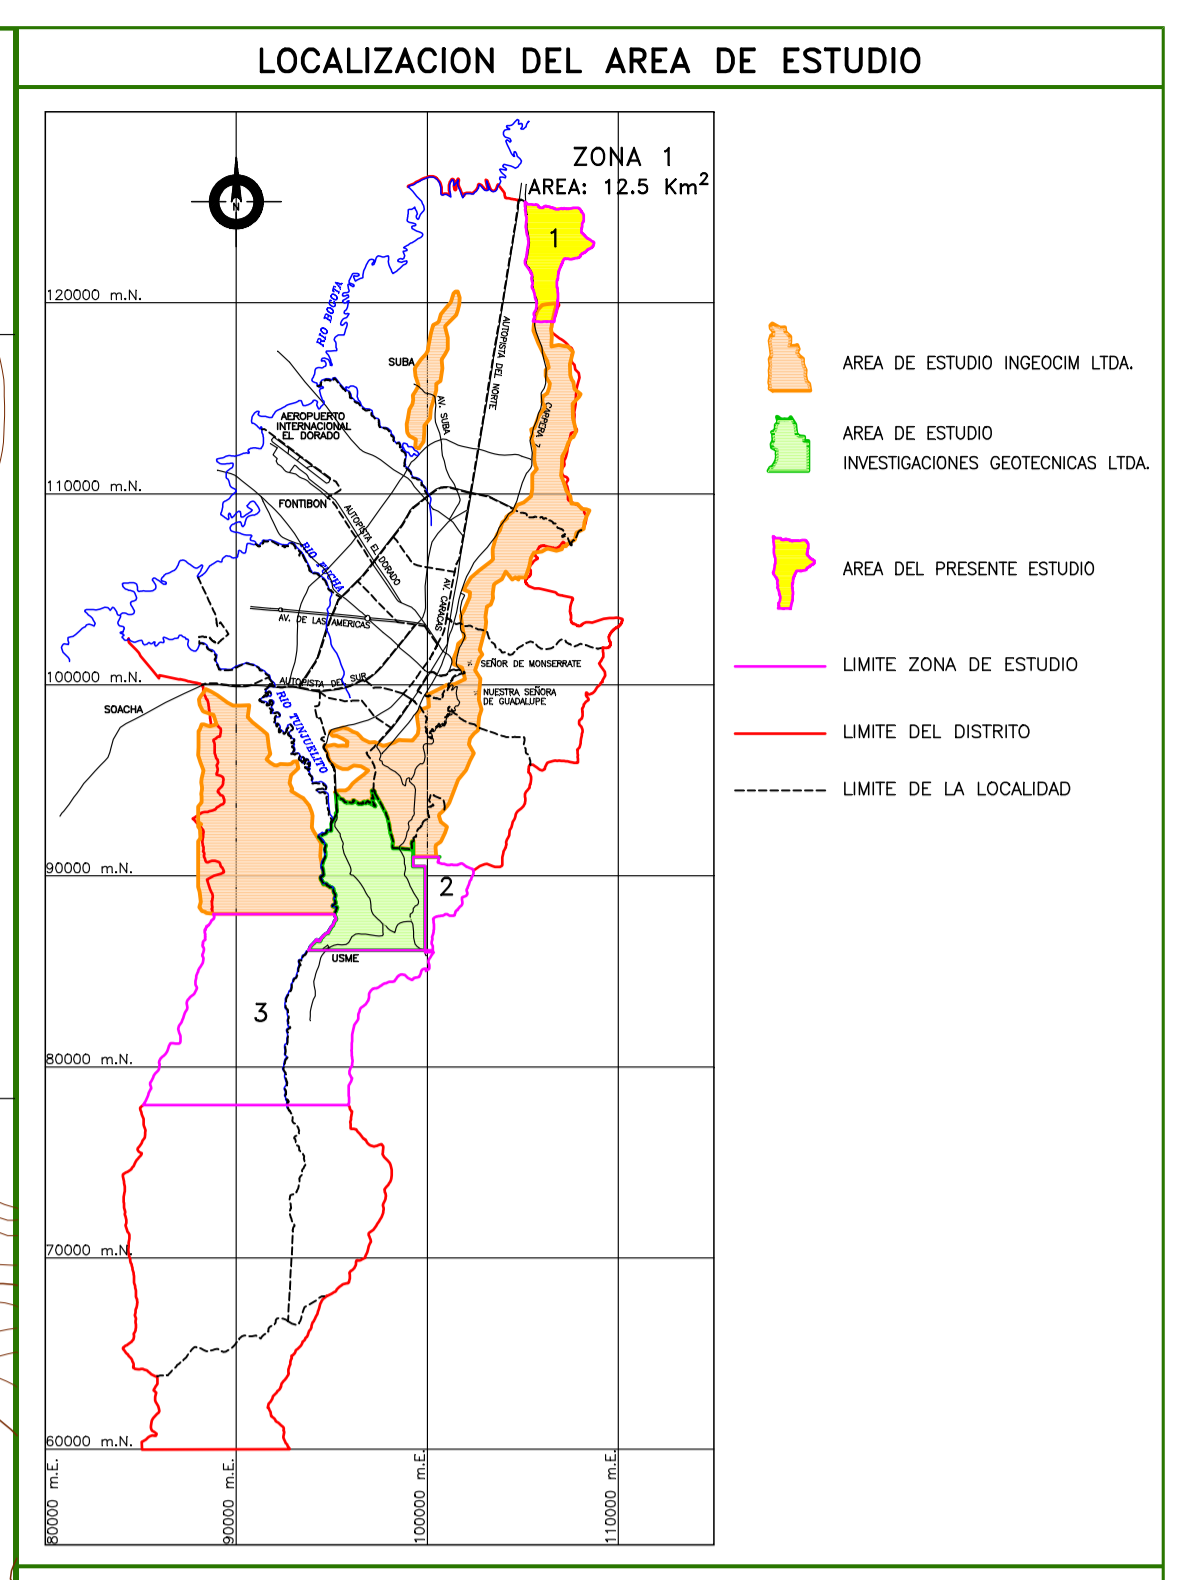 LOCALIZACION DEL AREA DE ESTUDIO
ZONA 1
AREA: 12.5 Km²
N
1
120000 m.N.
RIO BOGOTA
AUTOPISTA DEL NORTE
SUBA
AV. SUBA
CARRERA 7
AEROPUERTO
INTERNACIONAL
EL DORADO
110000 m.N.
FONTIBON
AUTOPISTA EL DORADO
RIO FUCHA
AV. CARACAS
AV. DE LAS AMERICAS
SEÑOR DE MONSERRATE
100000 m.N.
AUTOPISTA DEL SUR
NUESTRA SEÑORA
DE GUADALUPE
SOACHA
RIO TUNJUELITO
90000 m.N.
2
USME
3
80000 m.N.
70000 m.N.
60000 m.N.
80000 m.E.
90000 m.E.
100000 m.E.
110000 m.E.
AREA DE ESTUDIO INGEOCIM LTDA.
AREA DE ESTUDIO
INVESTIGACIONES GEOTECNICAS LTDA.
AREA DEL PRESENTE ESTUDIO
LIMITE ZONA DE ESTUDIO
LIMITE DEL DISTRITO
LIMITE DE LA LOCALIDAD